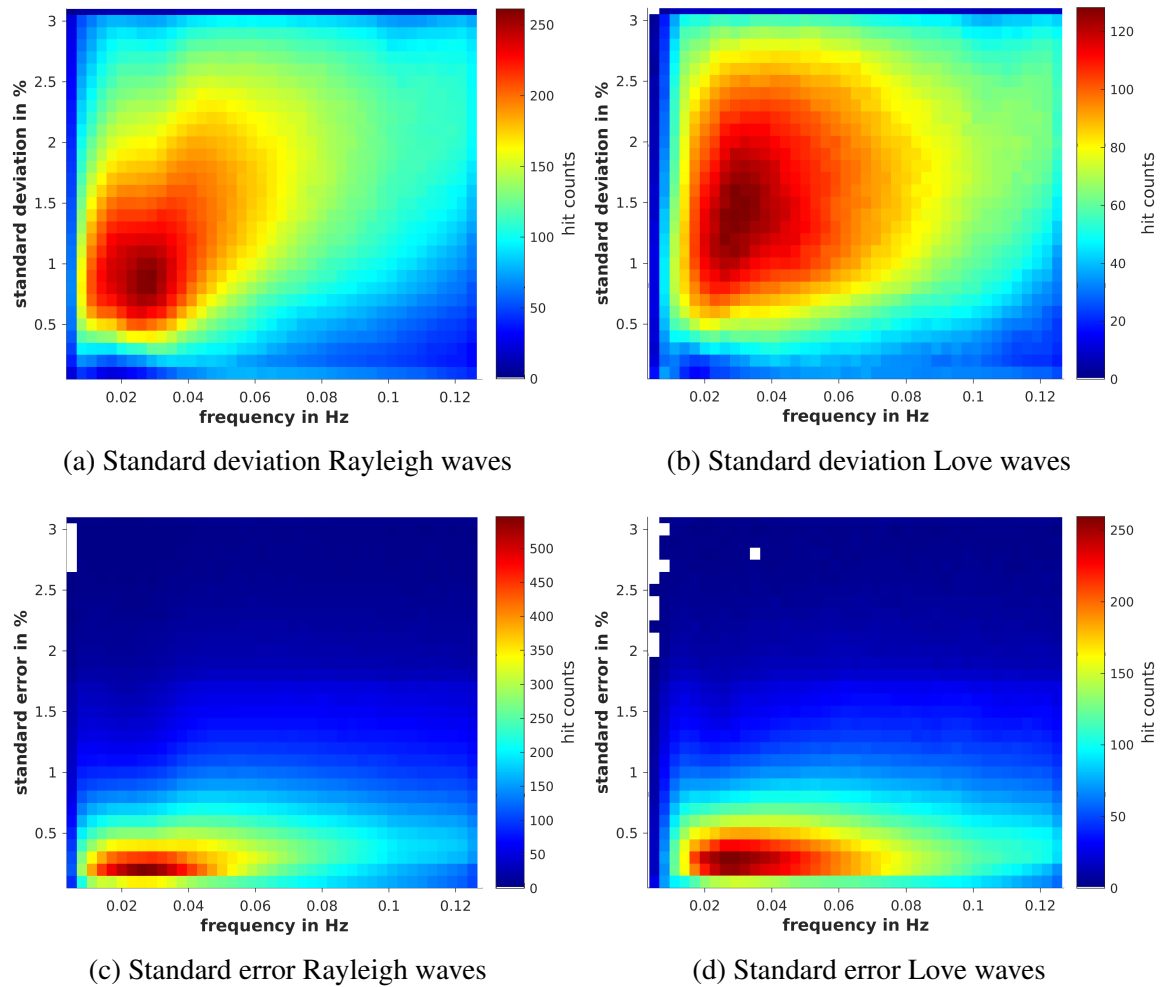 3
2.5
2
1.5
1
0.5
standard deviation in %
0.02 0.04 0.06 0.08 0.1 0.12
frequency in Hz
250
200
150
100
50
0
hit counts
(a) Standard deviation Rayleigh waves
3
2.5
2
1.5
1
0.5
standard deviation in %
0.02 0.04 0.06 0.08 0.1 0.12
frequency in Hz
120
100
80
60
40
20
0
hit counts
(b) Standard deviation Love waves
3
2.5
2
1.5
1
0.5
standard error in %
0.02 0.04 0.06 0.08 0.1 0.12
frequency in Hz
500
450
400
350
300
250
200
150
100
50
0
hit counts
(c) Standard error Rayleigh waves
3
2.5
2
1.5
1
0.5
standard error in %
0.02 0.04 0.06 0.08 0.1 0.12
frequency in Hz
250
200
150
100
50
0
hit counts
(d) Standard error Love waves